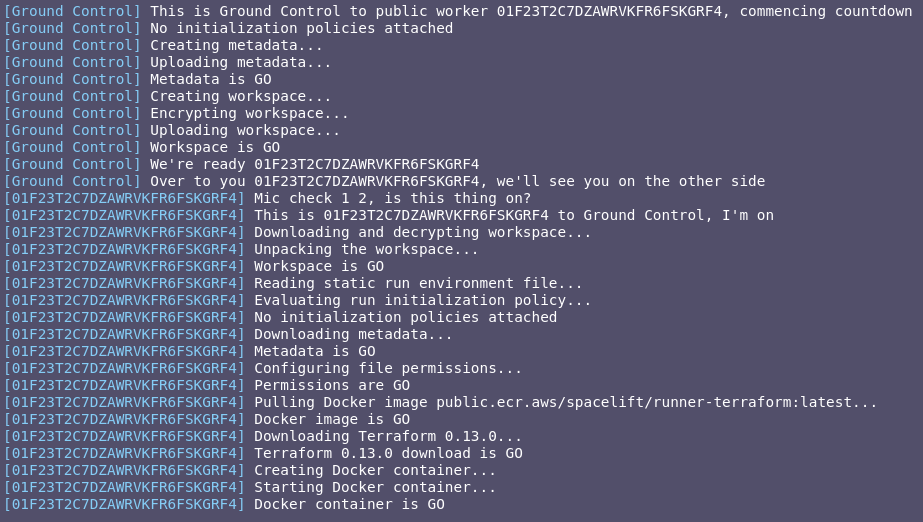 [Ground Control] This is Ground Control to public worker 01F23T2C7DZAWRVKFR6FSKGRF4, commencing countdown
[Ground Control] No initialization policies attached
[Ground Control] Creating metadata...
[Ground Control] Uploading metadata...
[Ground Control] Metadata is GO
[Ground Control] Creating workspace...
[Ground Control] Encrypting workspace...
[Ground Control] Uploading workspace...
[Ground Control] Workspace is GO
[Ground Control] We're ready 01F23T2C7DZAWRVKFR6FSKGRF4
[Ground Control] Over to you 01F23T2C7DZAWRVKFR6FSKGRF4, we'll see you on the other side
[01F23T2C7DZAWRVKFR6FSKGRF4] Mic check 1 2, is this thing on?
[01F23T2C7DZAWRVKFR6FSKGRF4] This is 01F23T2C7DZAWRVKFR6FSKGRF4 to Ground Control, I'm on
[01F23T2C7DZAWRVKFR6FSKGRF4] Downloading and decrypting workspace...
[01F23T2C7DZAWRVKFR6FSKGRF4] Unpacking the workspace...
[01F23T2C7DZAWRVKFR6FSKGRF4] Workspace is GO
[01F23T2C7DZAWRVKFR6FSKGRF4] Reading static run environment file...
[01F23T2C7DZAWRVKFR6FSKGRF4] Evaluating run initialization policy...
[01F23T2C7DZAWRVKFR6FSKGRF4] No initialization policies attached
[01F23T2C7DZAWRVKFR6FSKGRF4] Downloading metadata...
[01F23T2C7DZAWRVKFR6FSKGRF4] Metadata is GO
[01F23T2C7DZAWRVKFR6FSKGRF4] Configuring file permissions...
[01F23T2C7DZAWRVKFR6FSKGRF4] Permissions are GO
[01F23T2C7DZAWRVKFR6FSKGRF4] Pulling Docker image public.ecr.aws/spacelift/runner-terraform:latest...
[01F23T2C7DZAWRVKFR6FSKGRF4] Docker image is GO
[01F23T2C7DZAWRVKFR6FSKGRF4] Downloading Terraform 0.13.0...
[01F23T2C7DZAWRVKFR6FSKGRF4] Terraform 0.13.0 download is GO
[01F23T2C7DZAWRVKFR6FSKGRF4] Creating Docker container...
[01F23T2C7DZAWRVKFR6FSKGRF4] Starting Docker container...
[01F23T2C7DZAWRVKFR6FSKGRF4] Docker container is GO